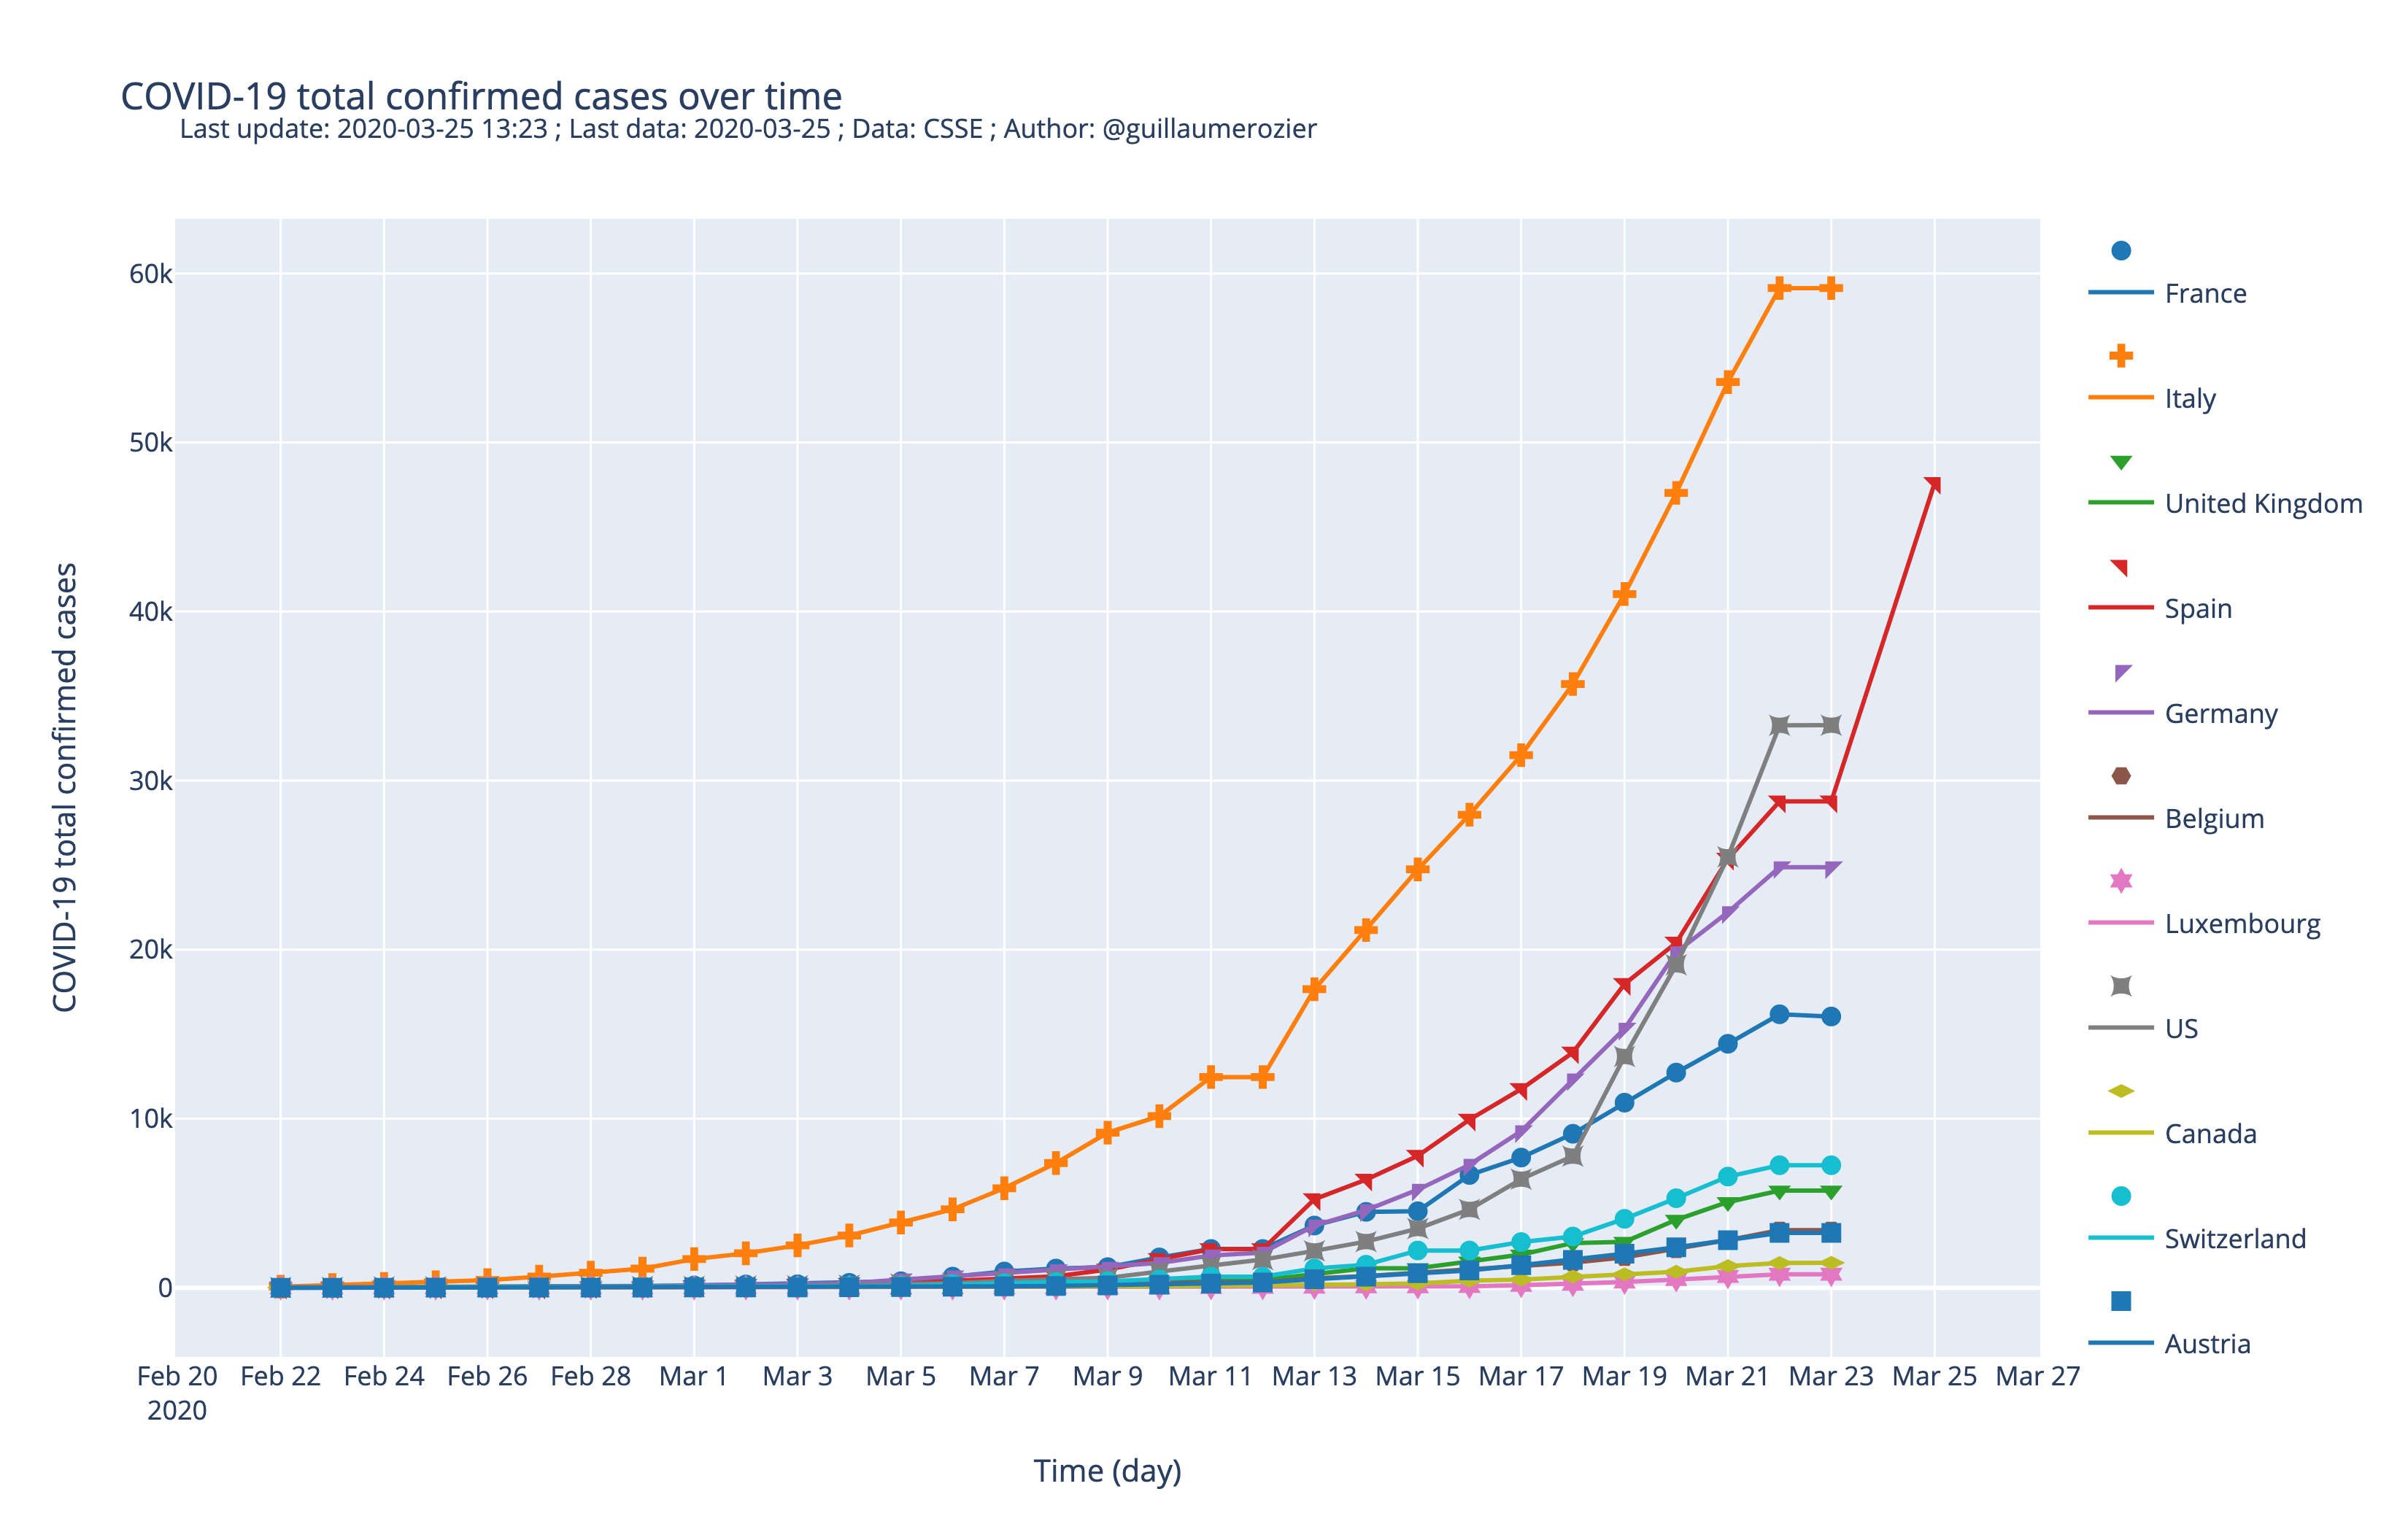 COVID-19 total confirmed cases over time
Last update: 2020-03-25 13:23 ; Last data: 2020-03-25 ; Data: CSSE ; Author: @guillaumerozier
COVID-19 total confirmed cases
60k
50k
40k
30k
20k
10k
0
Feb 20 Feb 22 Feb 24 Feb 26 Feb 28 Mar 1 Mar 3 Mar 5 Mar 7 Mar 9 Mar 11 Mar 13 Mar 15 Mar 17 Mar 19 Mar 21 Mar 23 Mar 25 Mar 27
2020
Time (day)
France
Italy
United Kingdom
Spain
Germany
Belgium
Luxembourg
US
Canada
Switzerland
Austria